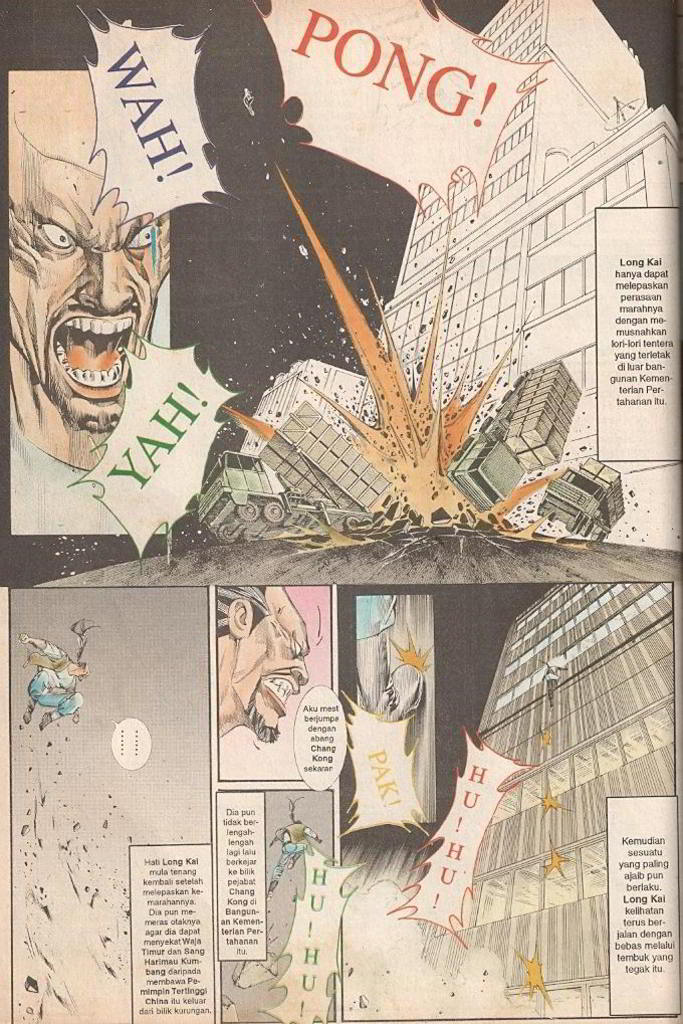 WAH!
PONG!
YAH!
Long Kai
hanya dapat
melepaskan
perasaan
marahnya
dengan me-
musnahkan
lori-lori tentera
yang terletak
di luar ban-
gunan Kemen-
terian Per-
tahanan itu.
..........
Hati Long Kai
mula tenang
kembali setelah
melepaskan ke-
marahannya.
Dia pun me-
meras otaknya
agar dia dapat
menyekat Waja
Timur dan Sang
Harimau Kum-
bang daripada
membawa Pe-
mimpin Tertinggi
China itu keluar
dari bilik kurungan.
Aku mest
berjumpa
dengan
abang
Chang
Kong
sekaran
Dia pun
tidak ber-
lengah-
lengah
lagi lalu
berkejar
ke bilik
pejabat
Chang
Kong di
Bangun-
an Kemen-
terian Per-
tahanan
itu.
HU! HU!
PAK!
HU! HU!
Kemudian
sesuatu
yang paling
ajaib pun
berlaku.
Long Kai
kelihatan
terus ber-
jalan dengan
bebas melalui
tembuk yang
tegak itu.